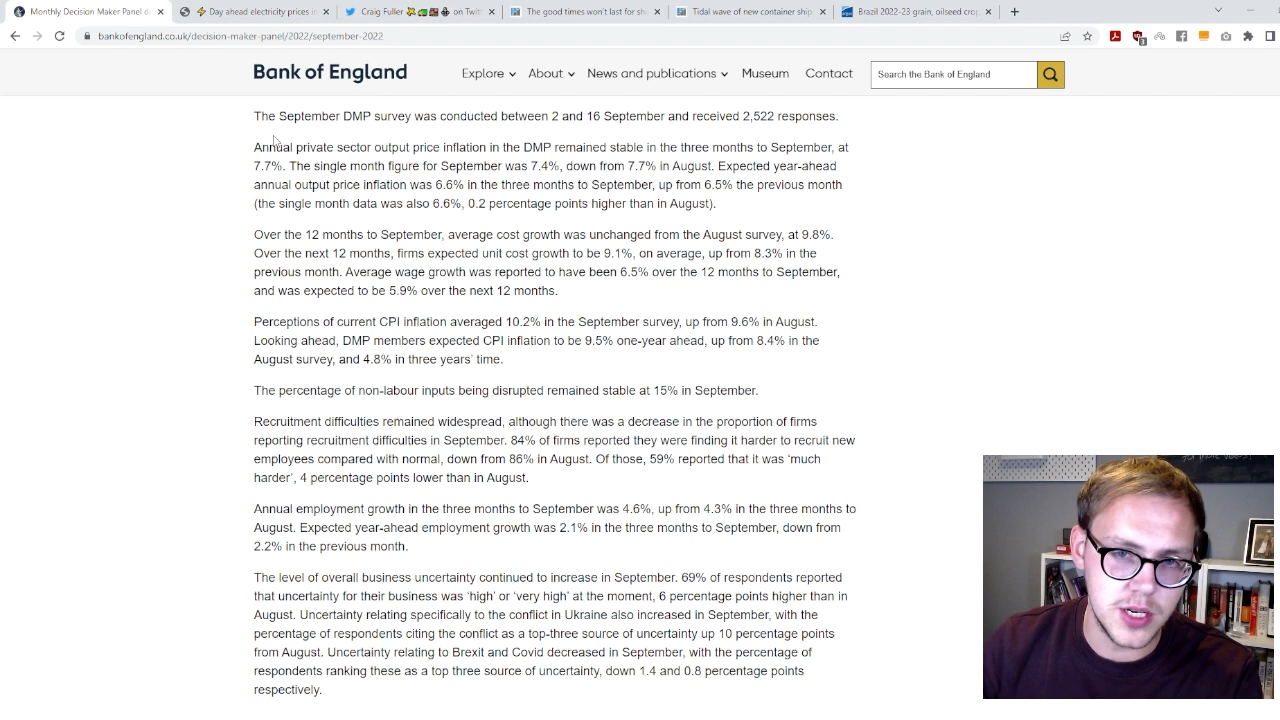 Monthly Decision Maker Panel d
Day ahead electricity prices in
Craig Fuller on Twitt
The good times won't last for sh
Tidal wave of new container ship
Brazil 2022-23 grain, oilseed cro
bankofengland.co.uk/decision-maker-panel/2022/september-2022
Bank of England
Explore
About
News and publications
Museum
Contact
Search the Bank of England
The September DMP survey was conducted between 2 and 16 September and received 2,522 responses.
Annual private sector output price inflation in the DMP remained stable in the three months to September, at
7.7%. The single month figure for September was 7.4%, down from 7.7% in August. Expected year-ahead
annual output price inflation was 6.6% in the three months to September, up from 6.5% the previous month
(the single month data was also 6.6%, 0.2 percentage points higher than in August).
Over the 12 months to September, average cost growth was unchanged from the August survey, at 9.8%.
Over the next 12 months, firms expected unit cost growth to be 9.1%, on average, up from 8.3% in the
previous month. Average wage growth was reported to have been 6.5% over the 12 months to September,
and was expected to be 5.9% over the next 12 months.
Perceptions of current CPI inflation averaged 10.2% in the September survey, up from 9.6% in August.
Looking ahead, DMP members expected CPI inflation to be 9.5% one-year ahead, up from 8.4% in the
August survey, and 4.8% in three years' time.
The percentage of non-labour inputs being disrupted remained stable at 15% in September.
Recruitment difficulties remained widespread, although there was a decrease in the proportion of firms
reporting recruitment difficulties in September. 84% of firms reported they were finding it harder to recruit new
employees compared with normal, down from 86% in August. Of those, 59% reported that it was 'much
harder', 4 percentage points lower than in August.
Annual employment growth in the three months to September was 4.6%, up from 4.3% in the three months to
August. Expected year-ahead employment growth was 2.1% in the three months to September, down from
2.2% in the previous month.
The level of overall business uncertainty continued to increase in September. 69% of respondents reported
that uncertainty for their business was 'high' or 'very high' at the moment, 6 percentage points higher than in
August. Uncertainty relating specifically to the conflict in Ukraine also increased in September, with the
percentage of respondents citing the conflict as a top-three source of uncertainty up 10 percentage points
from August. Uncertainty relating to Brexit and Covid decreased in September, with the percentage of
respondents ranking these as a top three source of uncertainty, down 1.4 and 0.8 percentage points
respectively.